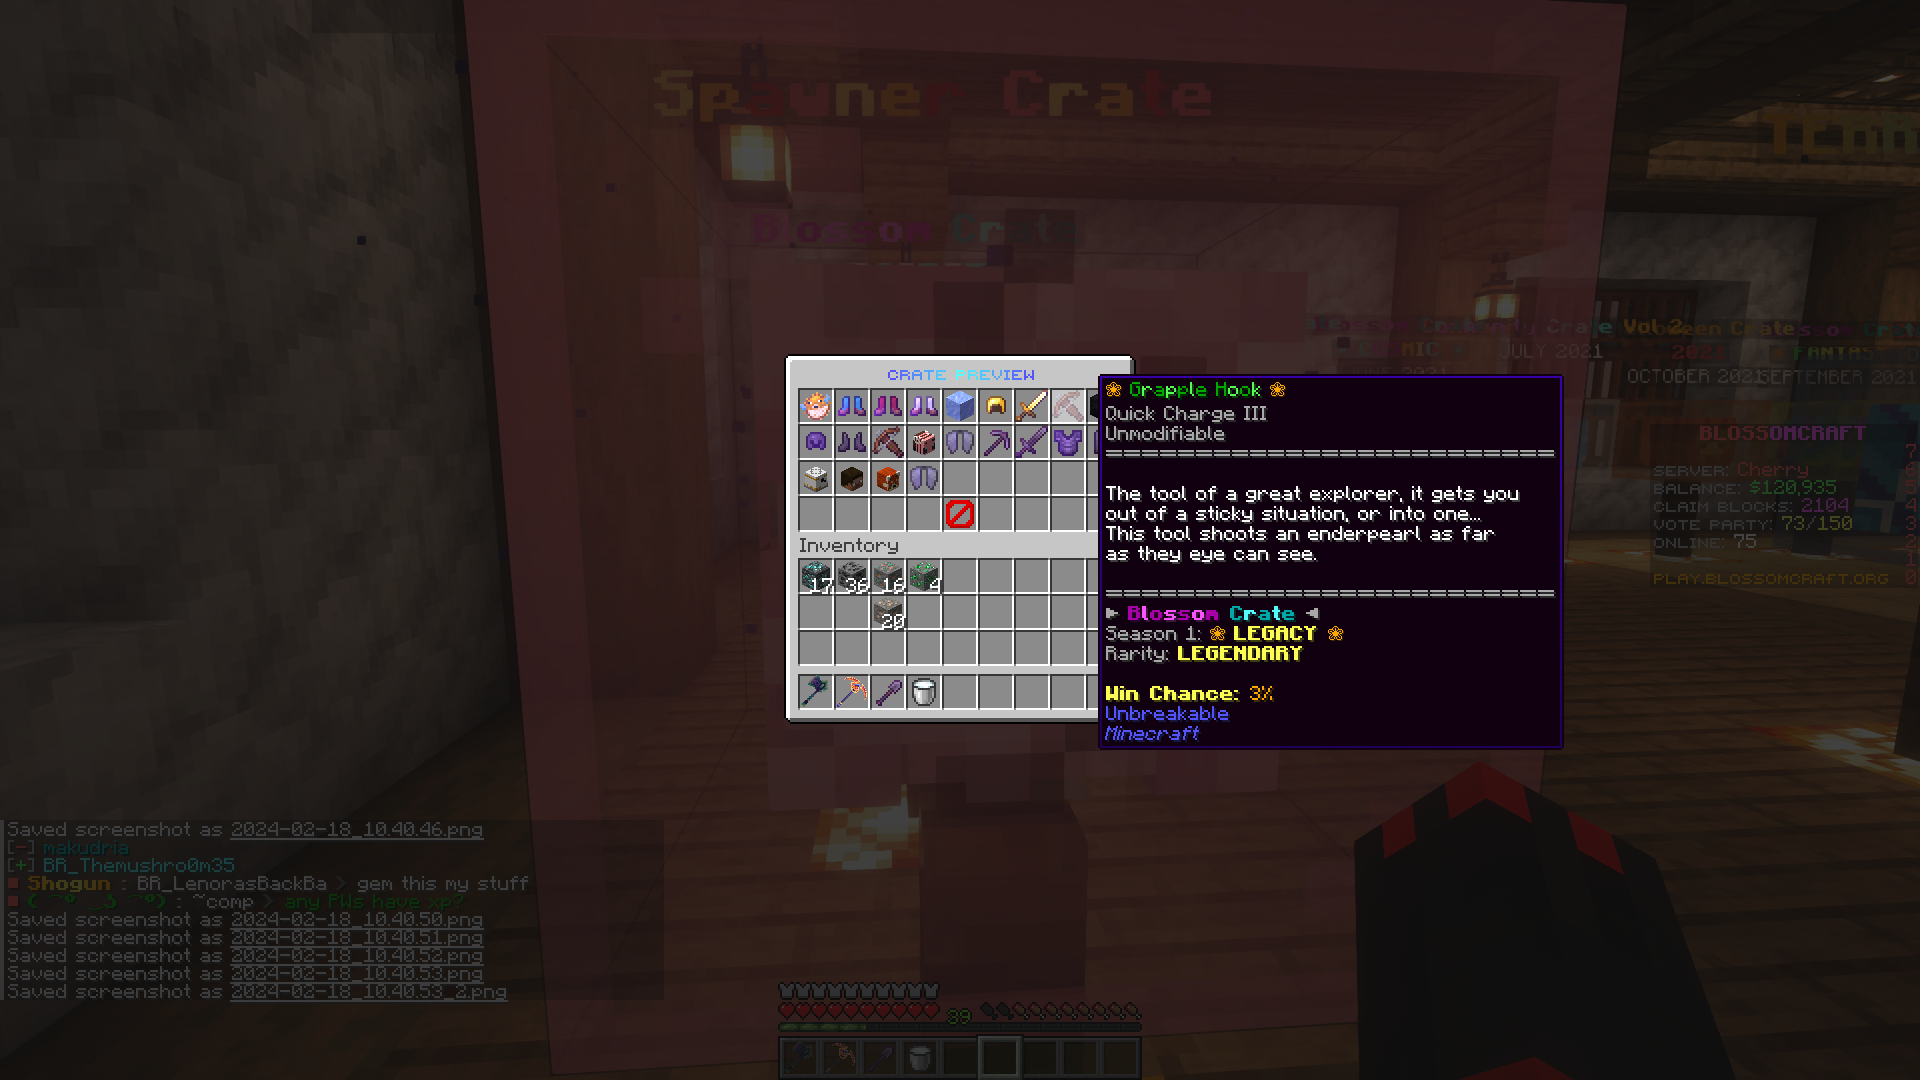 Spawner Crate
Blossom Crate
JULY 2021
2021
OCTOBER 2021
SEPTEMBER 2021
CRATE PREVIEW
Inventory
17
36
16
4
20
❀ Grapple Hook ❀
Quick Charge III
Unmodifiable
The tool of a great explorer, it gets you
out of a sticky situation, or into one...
This tool shoots an enderpearl as far
as they eye can see.
► Blossom Crate ◄
Season 1: ❀ LEGACY ❀
Rarity: LEGENDARY
Win Chance: 3%
Unbreakable
Minecraft
BLOSSOMCRAFT
SERVER: Cherry
BALANCE: $120,935
CLAIM BLOCKS: 2104
VOTE PARTY: 73/150
ONLINE: 75
PLAY.BLOSSOMCRAFT.ORG
Saved screenshot as 2024-02-18_10.40.46.png
[-] makudria
[+] BR_Themushro0m35
Shogun : BR_LenorasBackBa > gem this my stuff
: ~comp > any PWs have xp?
Saved screenshot as 2024-02-18_10.40.50.png
Saved screenshot as 2024-02-18_10.40.51.png
Saved screenshot as 2024-02-18_10.40.52.png
Saved screenshot as 2024-02-18_10.40.53.png
Saved screenshot as 2024-02-18_10.40.53_2.png
39